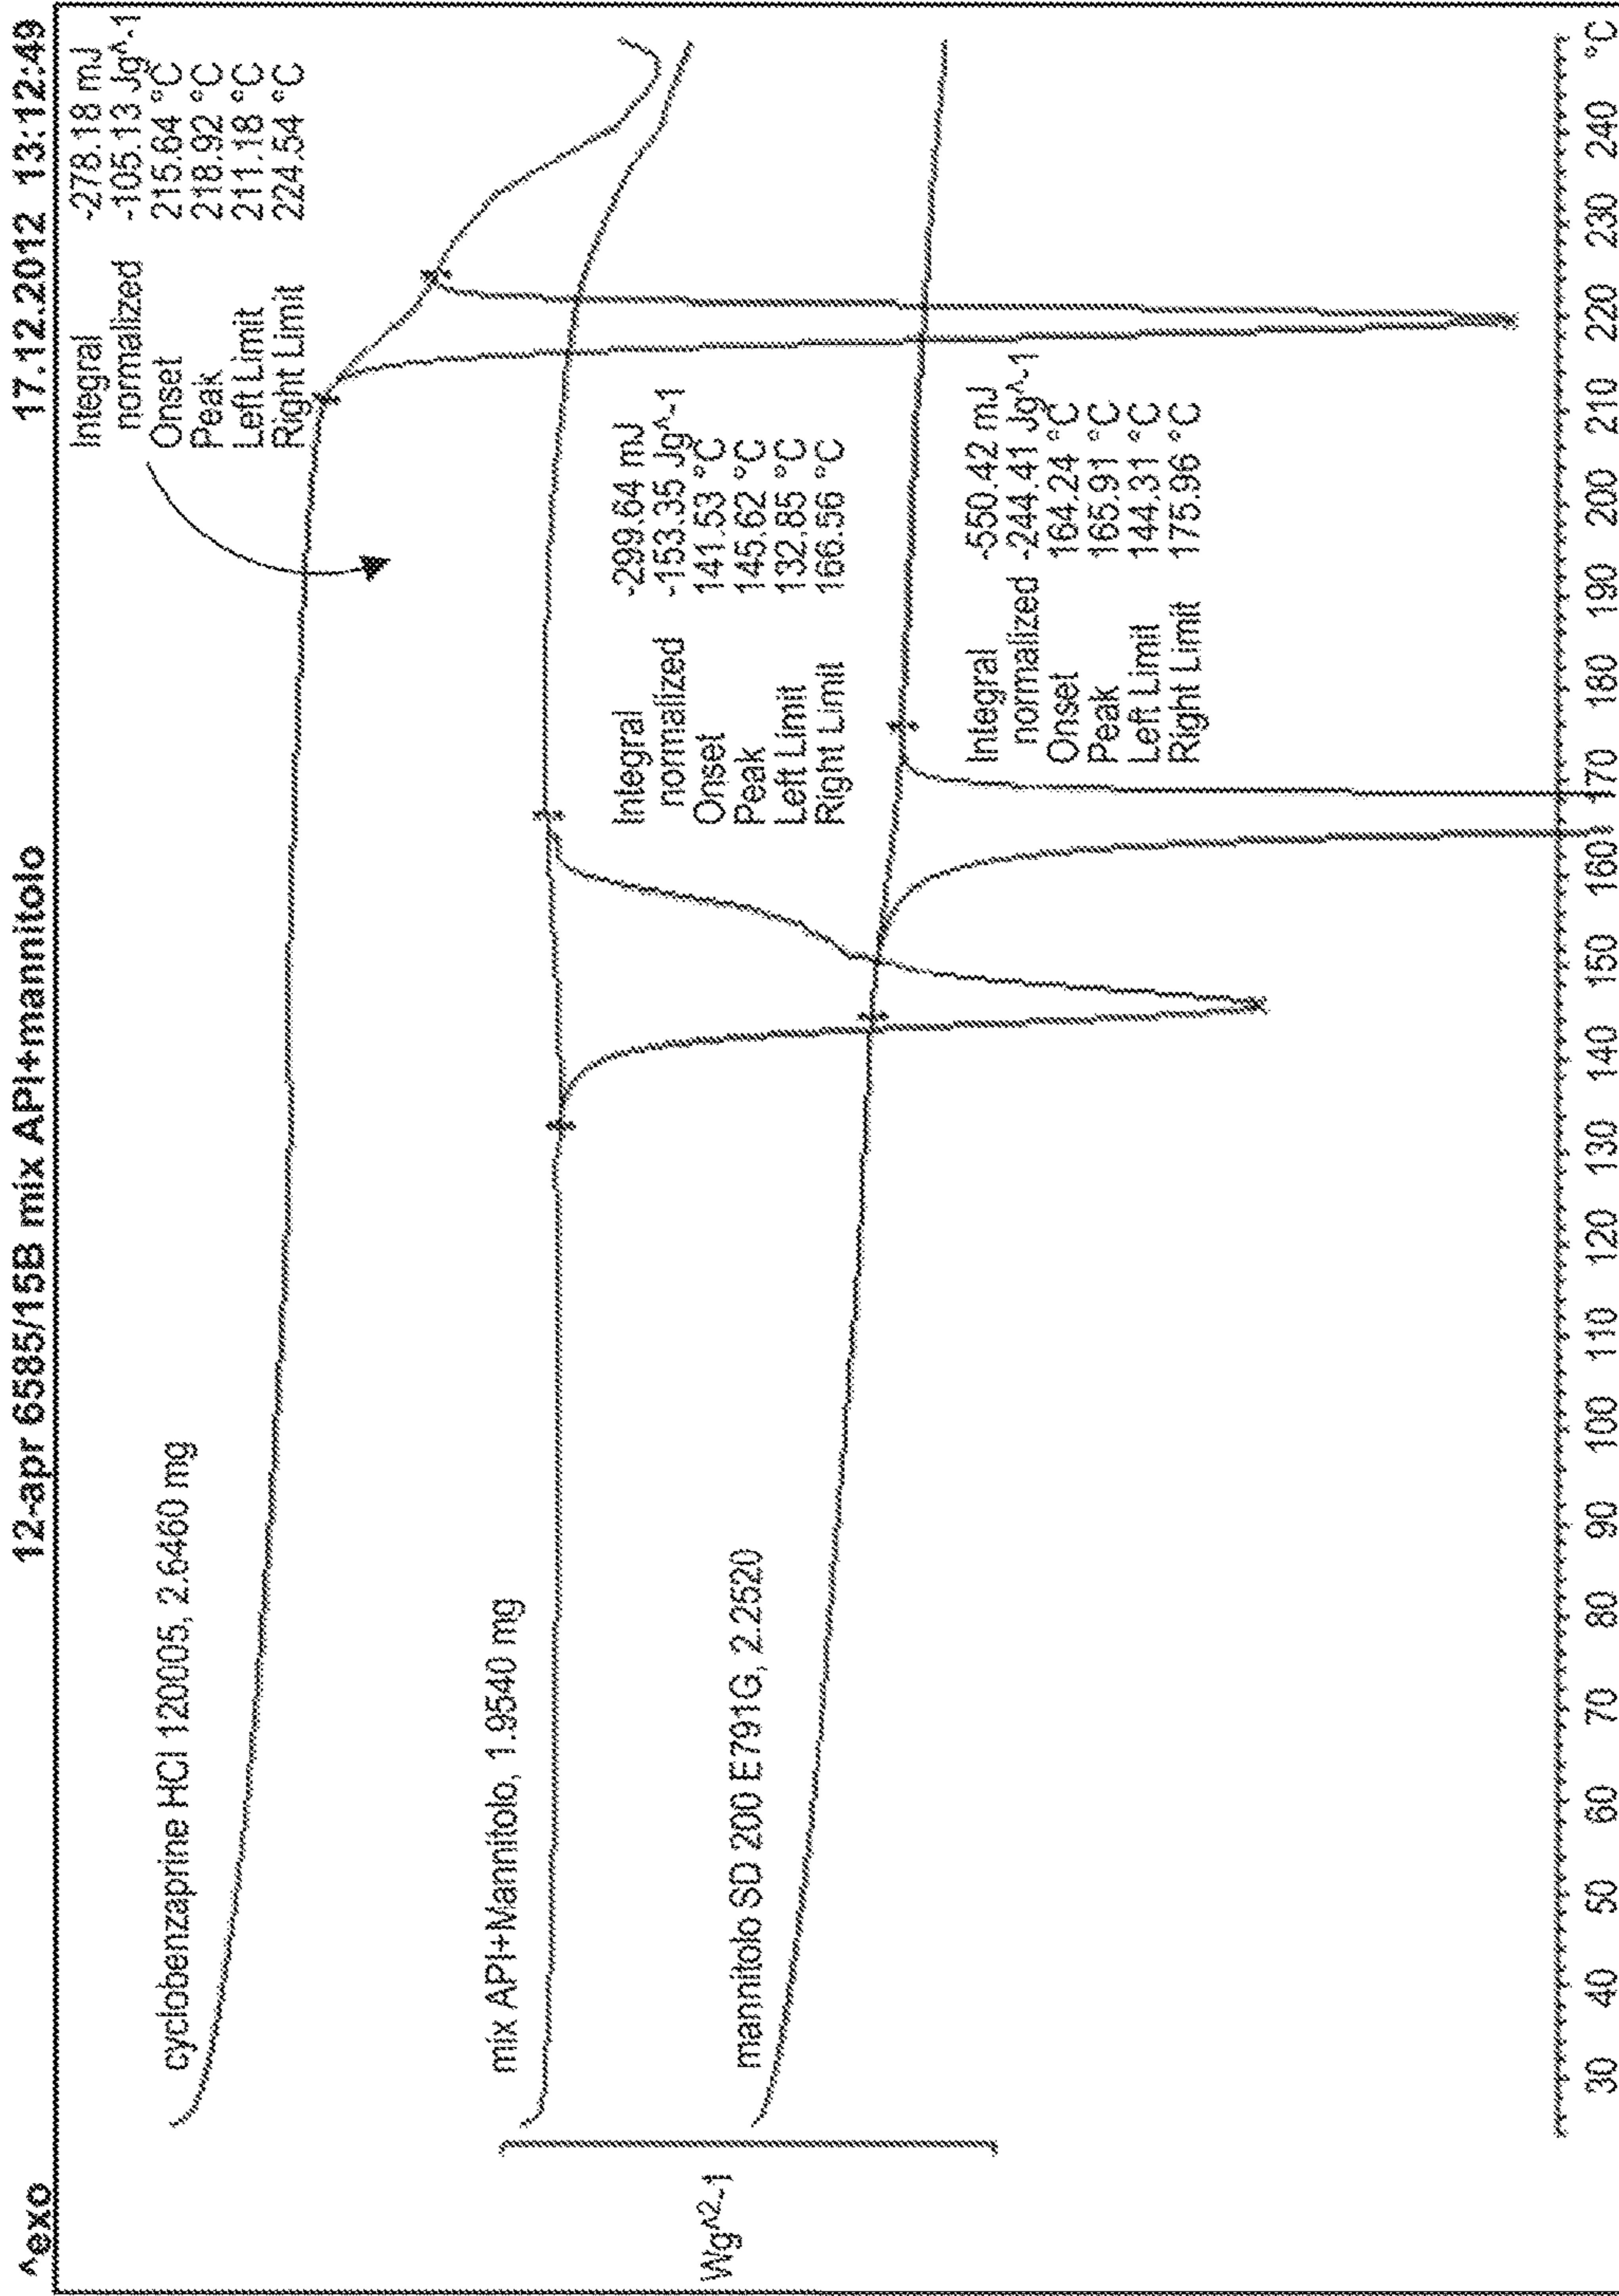 ^exo
12-apr 6585/15B mix API+mannitolo
17.12.2012 13:12:49
Integral -278.18 mJ
normalized -105.13 Jg^-1
Onset 215.64 °C
Peak 218.92 °C
Left Limit 211.18 °C
Right Limit 224.54 °C
cyclobenzaprine HCl 120005, 2.6460 mg
mix API+Mannitolo, 1.9540 mg
Integral -299.64 mJ
normalized -153.35 Jg^-1
Onset 141.53 °C
Peak 145.62 °C
Left Limit 132.85 °C
Right Limit 166.56 °C
mannitolo SD 200 E791G, 2.2520
Integral -550.42 mJ
normalized -244.41 Jg^-1
Onset 164.24 °C
Peak 165.91 °C
Left Limit 144.31 °C
Right Limit 175.96 °C
Wg^2-1
30 40 50 60 70 80 90 100 110 120 130 140 150 160 170 180 190 200 210 220 230 240 °C